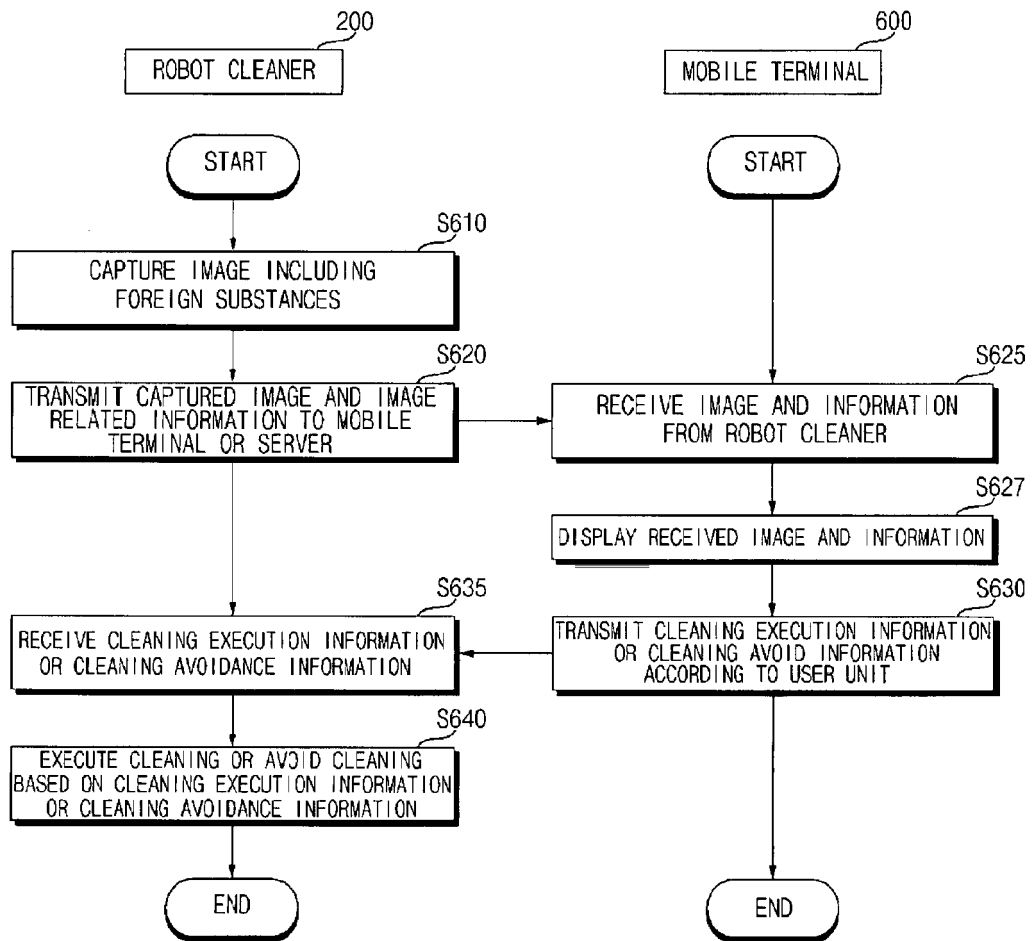 200
ROBOT CLEANER
600
MOBILE TERMINAL
START
START
S610
CAPTURE IMAGE INCLUDING
FOREIGN SUBSTANCES
S620
TRANSMIT CAPTURED IMAGE AND IMAGE
RELATED INFORMATION TO MOBILE
TERMINAL OR SERVER
S625
RECEIVE IMAGE AND INFORMATION
FROM ROBOT CLEANER
S627
DISPLAY RECEIVED IMAGE AND INFORMATION
S635
RECEIVE CLEANING EXECUTION INFORMATION
OR CLEANING AVOIDANCE INFORMATION
S630
TRANSMIT CLEANING EXECUTION INFORMATION
OR CLEANING AVOID INFORMATION
ACCORDING TO USER UNIT
S640
EXECUTE CLEANING OR AVOID CLEANING
BASED ON CLEANING EXECUTION INFORMATION
OR CLEANING AVOIDANCE INFORMATION
END
END